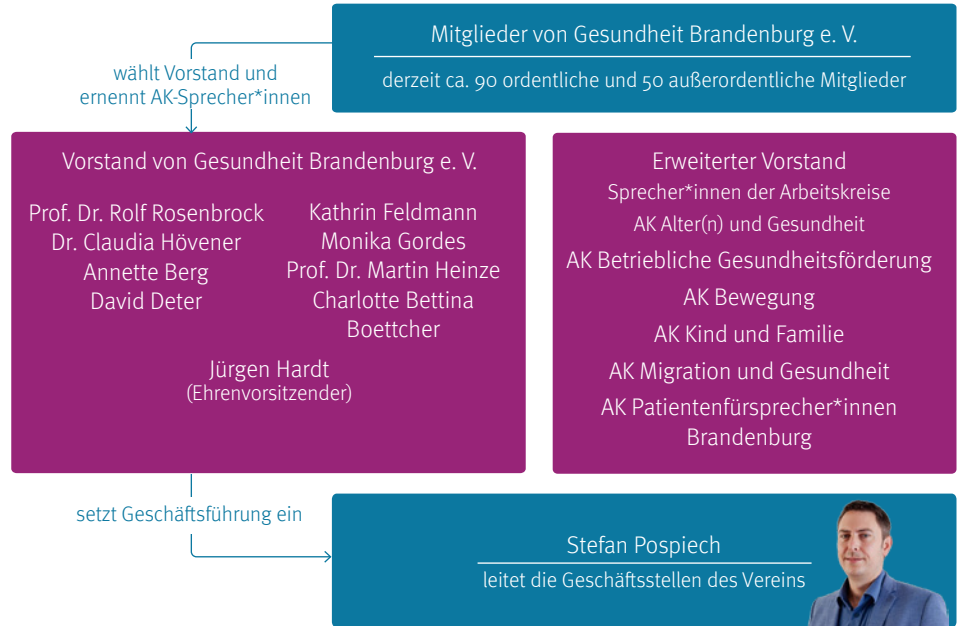 Mitglieder von Gesundheit Brandenburg e. V.
derzeit ca. 90 ordentliche und 50 außerordentliche Mitglieder
wählt Vorstand und
ernennt AK-Sprecher*innen
Vorstand von Gesundheit Brandenburg e. V.
Prof. Dr. Rolf Rosenbrock
Dr. Claudia Hövener
Annette Berg
David Deter
Kathrin Feldmann
Monika Gordes
Prof. Dr. Martin Heinze
Charlotte Bettina
Boettcher
Jürgen Hardt
(Ehrenvorsitzender)
Erweiterter Vorstand
Sprecher*innen der Arbeitskreise
AK Alter(n) und Gesundheit
AK Betriebliche Gesundheitsförderung
AK Bewegung
AK Kind und Familie
AK Migration und Gesundheit
AK Patientenfürsprecher*innen
Brandenburg
setzt Geschäftsführung ein
Stefan Pospiech
leitet die Geschäftsstellen des Vereins